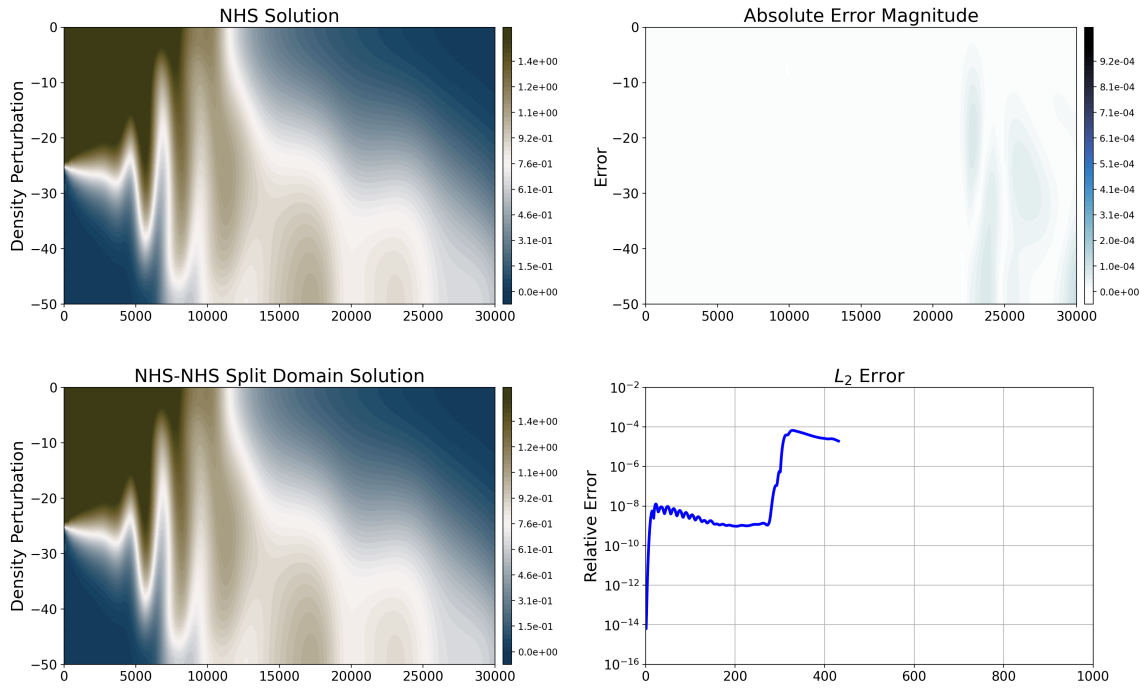 NHS Solution
Density Perturbation
0
−10
−20
−30
−40
−50
0 5000 10000 15000 20000 25000 30000
1.4e+00
1.2e+00
1.1e+00
9.2e-01
7.6e-01
6.1e-01
4.6e-01
3.1e-01
1.5e-01
0.0e+00
Absolute Error Magnitude
Error
0
−10
−20
−30
−40
−50
0 5000 10000 15000 20000 25000 30000
9.2e-04
8.1e-04
7.1e-04
6.1e-04
5.1e-04
4.1e-04
3.1e-04
2.0e-04
1.0e-04
0.0e+00
NHS-NHS Split Domain Solution
Density Perturbation
0
−10
−20
−30
−40
−50
0 5000 10000 15000 20000 25000 30000
1.4e+00
1.2e+00
1.1e+00
9.2e-01
7.6e-01
6.1e-01
4.6e-01
3.1e-01
1.5e-01
0.0e+00
L₂ Error
Relative Error
10⁻²
10⁻⁴
10⁻⁶
10⁻⁸
10⁻¹⁰
10⁻¹²
10⁻¹⁴
10⁻¹⁶
0 200 400 600 800 1000